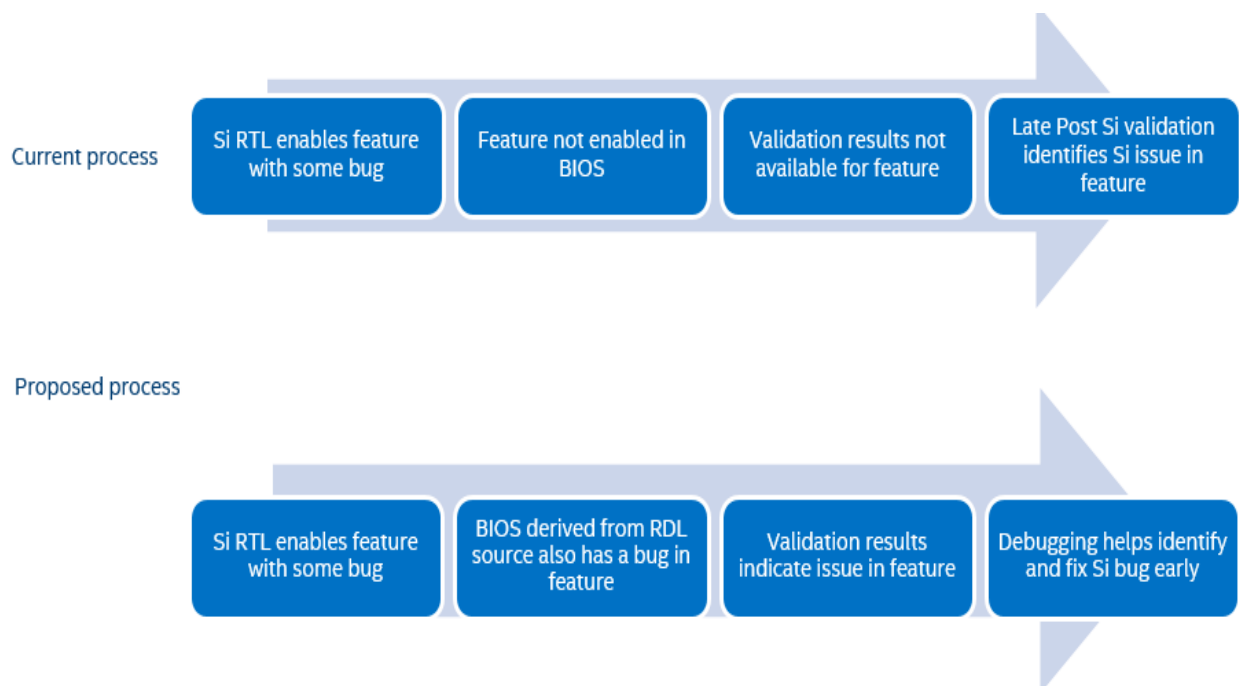 Current process
Si RTL enables feature
with some bug
Feature not enabled in
BIOS
Validation results not
available for feature
Late Post Si validation
identifies Si issue in
feature
Proposed process
Si RTL enables feature
with some bug
BIOS derived from RDL
source also has a bug in
feature
Validation results
indicate issue in feature
Debugging helps identify
and fix Si bug early